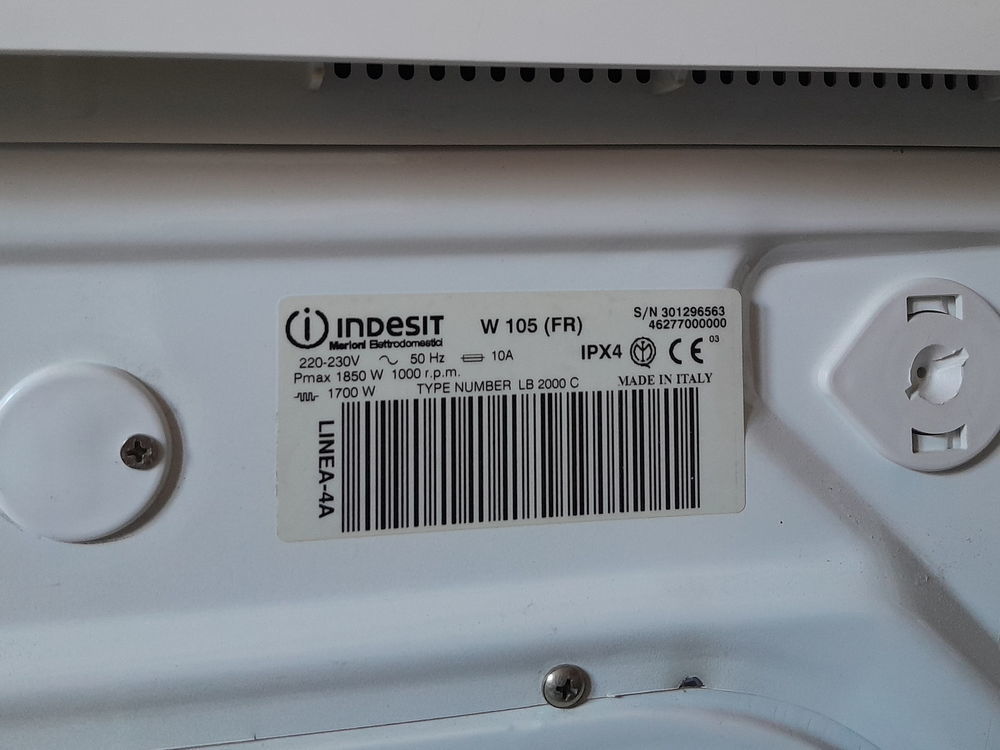 indesit W 105 (FR) S/N 301296563
Merloni Elettrodomestici 46277000000
220-230V 50 Hz 10A IPX4 CE 03
Pmax 1850 W 1000 r.p.m.
1700 W TYPE NUMBER LB 2000 C MADE IN ITALY
LINEA-4A